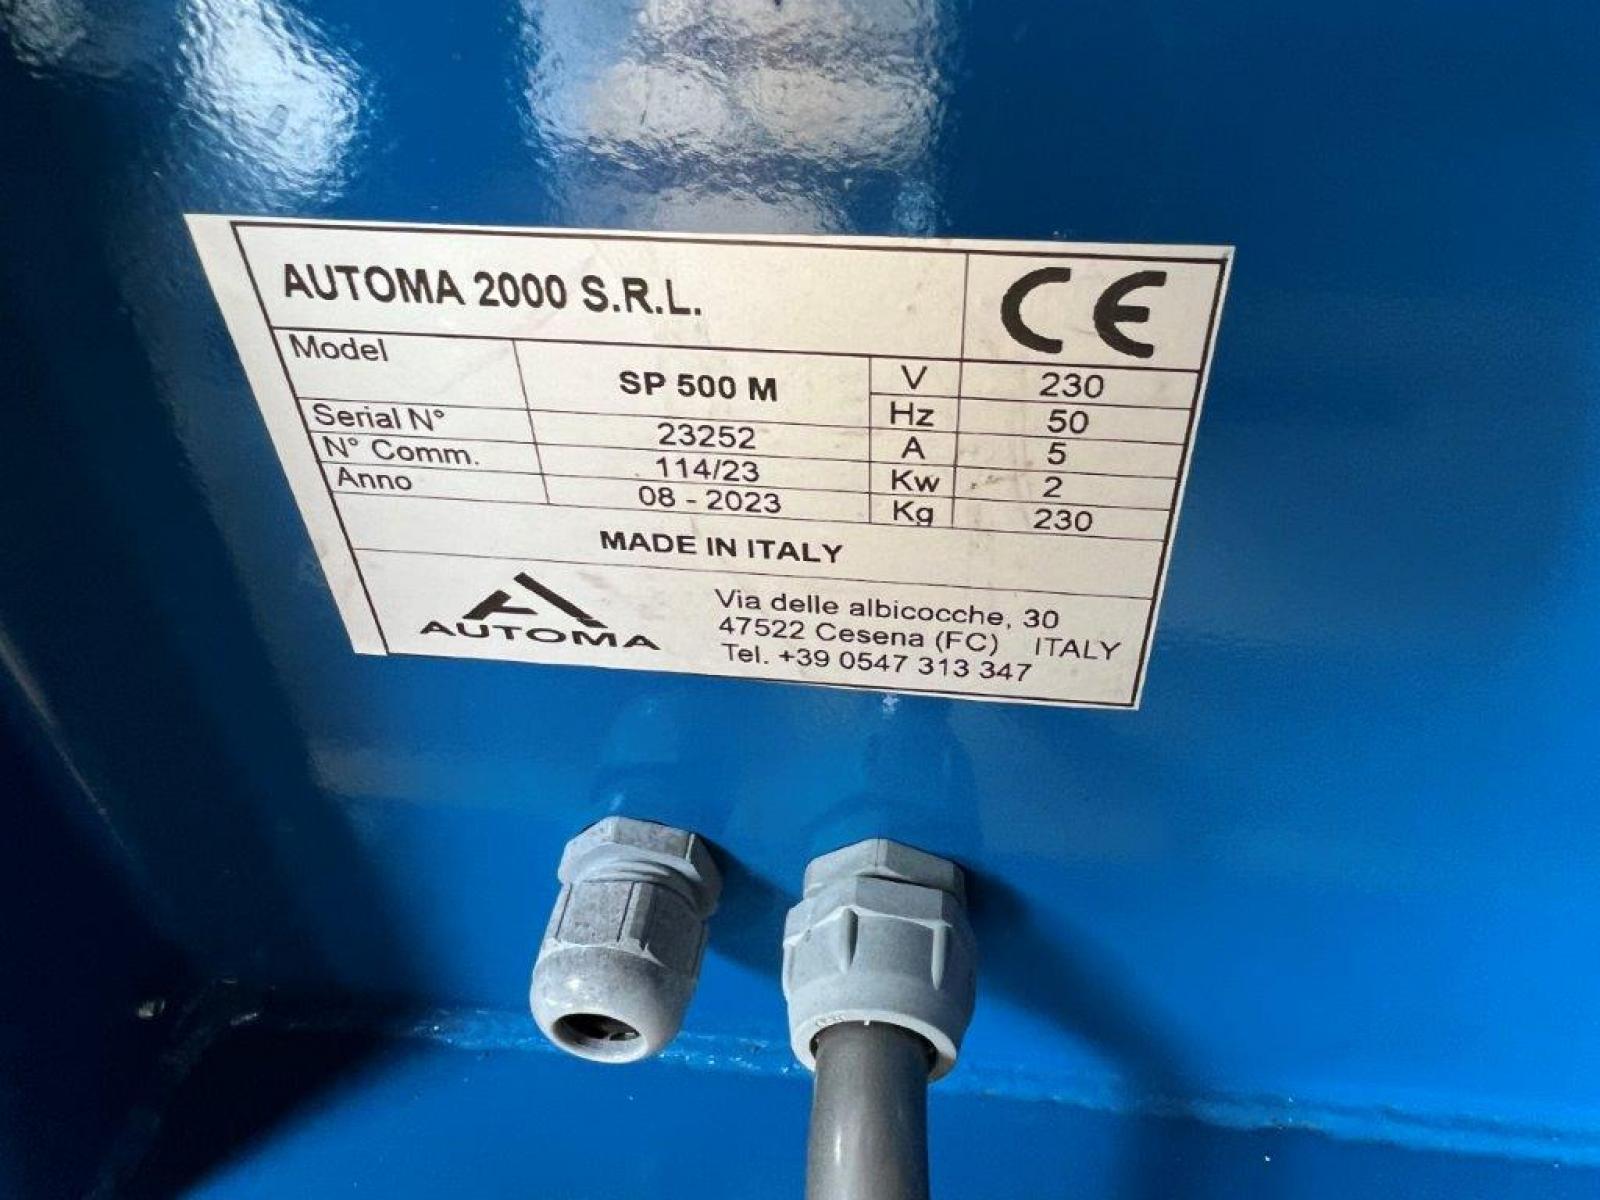 AUTOMA 2000 S.R.L.
CE
Model SP 500 M V 230
Hz 50
Serial N° 23252 A 5
N° Comm. 114/23 Kw 2
Anno 08 - 2023 Kg 230
MADE IN ITALY
AUTOMA
Via delle albicocche, 30
47522 Cesena (FC) ITALY
Tel. +39 0547 313 347